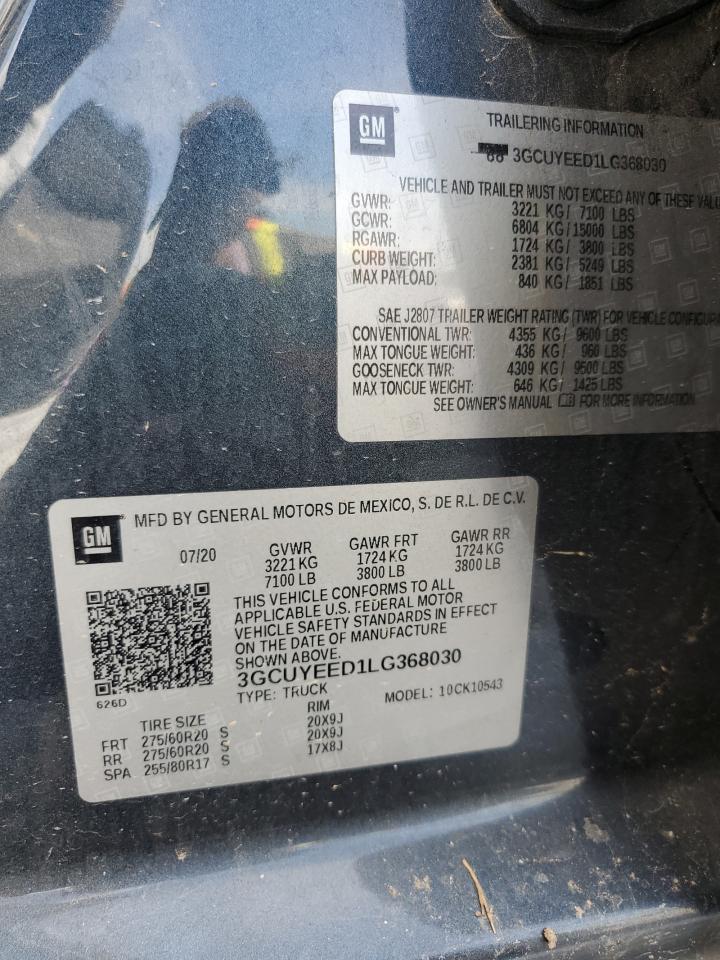 GM
TRAILERING INFORMATION
3GCUYEED1LG368030
VEHICLE AND TRAILER MUST NOT EXCEED ANY OF THESE
GVWR: 3221 KG/ 7100 LBS
GCWR: 6804 KG/15000 LBS
RGAWR: 1724 KG/ 3800 LBS
CURB WEIGHT: 2381 KG/ 5249 LBS
MAX PAYLOAD: 840 KG/ 1851 LBS
SAE J2807 TRAILER WEIGHT RATING (TWR) FOR VEHICLE
CONVENTIONAL TWR: 4355 KG/ 9600 LBS
MAX TONGUE WEIGHT: 436 KG/ 960 LBS
GOOSENECK TWR: 4309 KG/ 9500 LBS
MAX TONGUE WEIGHT: 646 KG/ 1425 LBS
SEE OWNER'S MANUAL FOR MORE INFORMATION
GM
MFD BY GENERAL MOTORS DE MEXICO, S. DE R.L. DE C.V.
07/20 GVWR GAWR FRT GAWR RR
3221 KG 1724 KG 1724 KG
7100 LB 3800 LB 3800 LB
THIS VEHICLE CONFORMS TO ALL
APPLICABLE U.S. FEDERAL MOTOR
VEHICLE SAFETY STANDARDS IN EFFECT
ON THE DATE OF MANUFACTURE
SHOWN ABOVE.
3GCUYEED1LG368030
626D
TYPE: TRUCK MODEL: 10CK10543
TIRE SIZE RIM
FRT 275/60R20 S 20X9J
RR 275/60R20 S 20X9J
SPA 255/80R17 S 17X8J